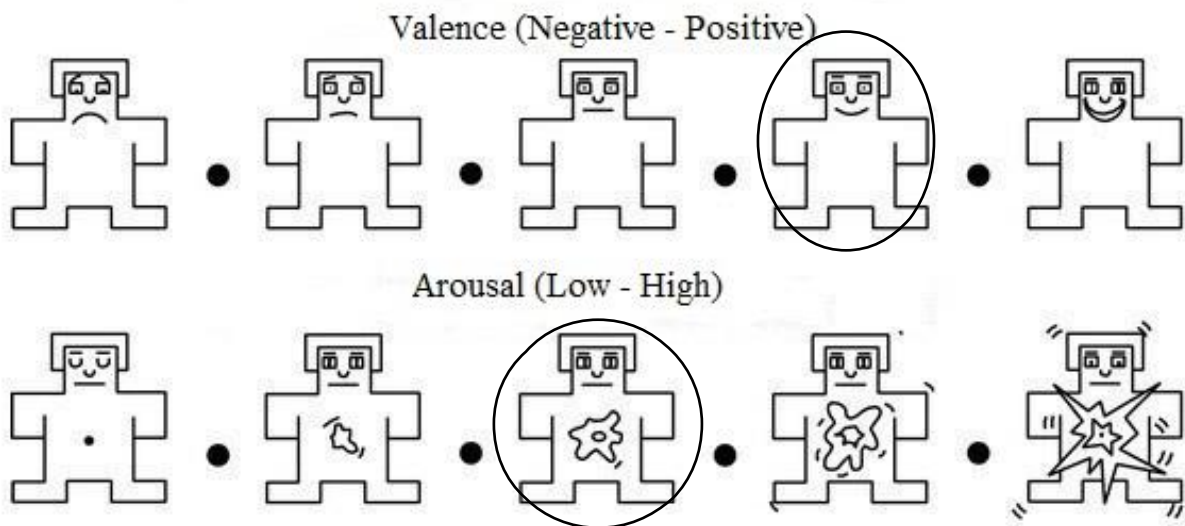 Valence (Negative - Positive)
Arousal (Low - High)